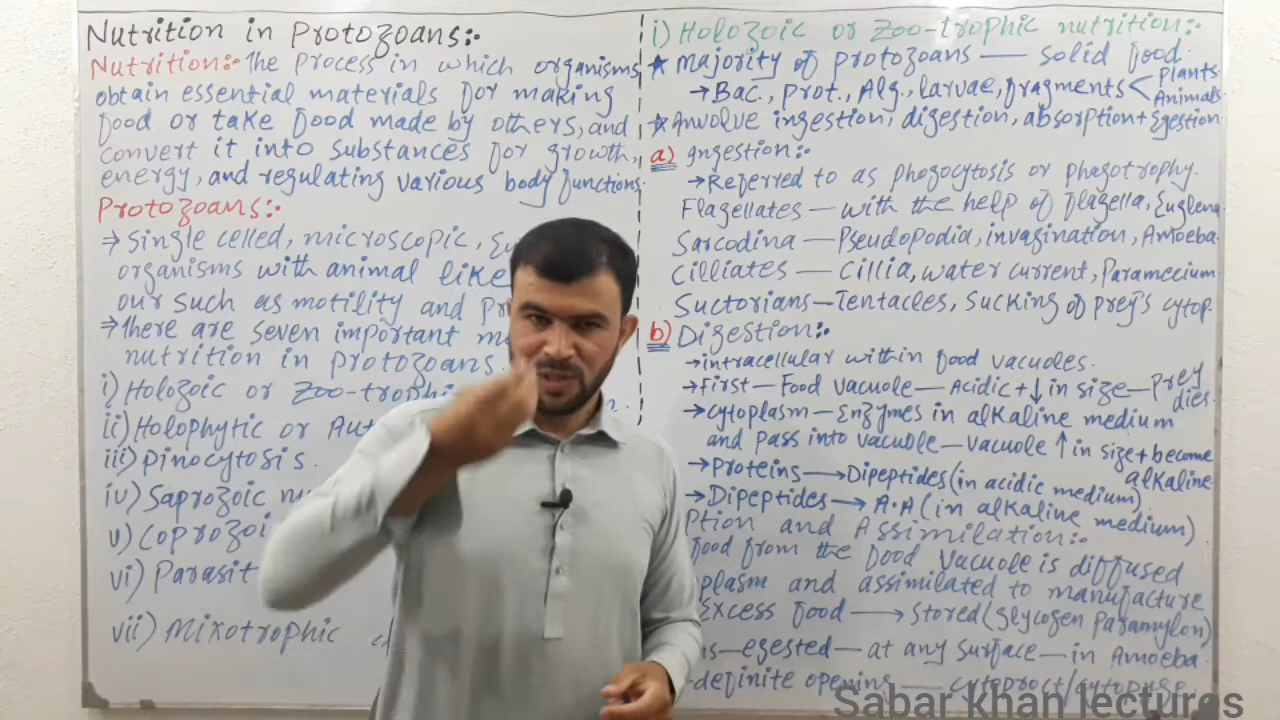 Nutrition in Protozoans:-
Nutrition:- The process in which organisms
obtain essential materials for making
food or take food made by others, and
convert it into substances for growth,
energy, and regulating various body functions.
Protozoans:-
⇒ Single celled, microscopic,
organisms with animal like
our such as motility and
⇒ There are seven important
nutrition in protozoans.
i) Holozoic or Zoo-trophic
ii) Holophytic or
iii) Pinocytosis.
iv) Saprozoic
v) Coprozoi
vi) Parasit
vii) Mixotrophic
i) Holozoic or Zoo-trophic nutrition:-
★ Majority of protozoans — solid food
→ Bac., prot., Alg., larvae, fragments < Plants Animals
★ Anvolve ingestion, digestion, absorption + Egestion
a) Ingestion:-
→ Referred to as phogocytosis or phagotrophy.
Flagellates — with the help of flagella, Euglena
Sarcodina — Pseudopodia, invagination, Amoeba.
Cilliates — Cillia, water current, Paramecium.
Suctorians — Tentacles, Sucking of prey's cytop.
b) Digestion:-
→ intracellular within food vacuoles.
→ First — Food vacuole — Acidic + ↓ in size — Prey dies.
→ Cytoplasm — Enzymes in alkaline medium
and pass into vacuole — vacuole ↑ in size + become alkaline.
→ Proteins → Dipeptides (in acidic medium)
→ Dipeptides → A.A (in alkaline medium)
ption and Assimilation:-
food from the food vacuole is diffused
plasm and assimilated to manufacture
Excess food → stored (glycogen paramylon)
is — egested — at any surface — in Amoeba.
definite opening — cytoproct/cytopyge
Sabar khan lectures